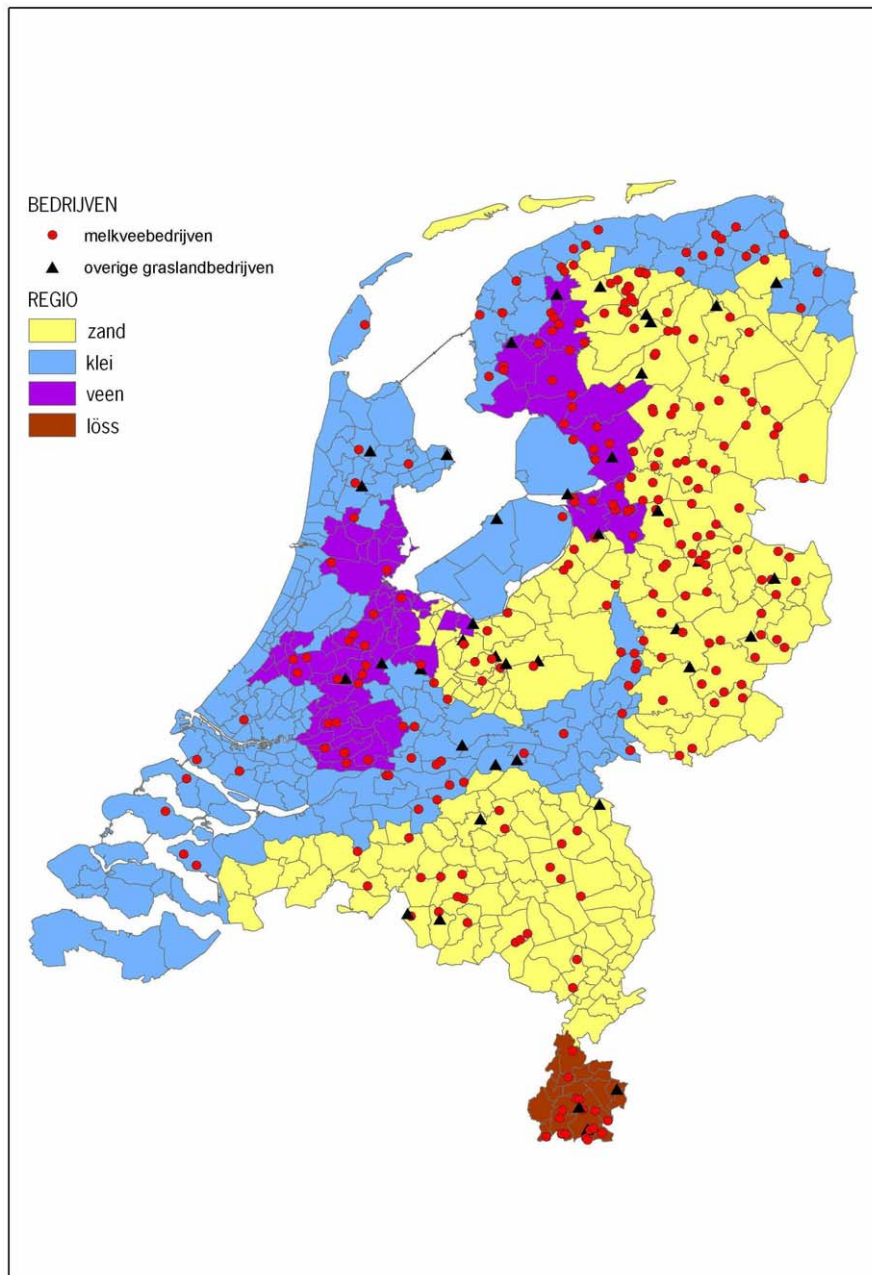 BEDRIJVEN
melkveebedrijven
overige graslandbedrijven
REGIO
zand
klei
veen
löss